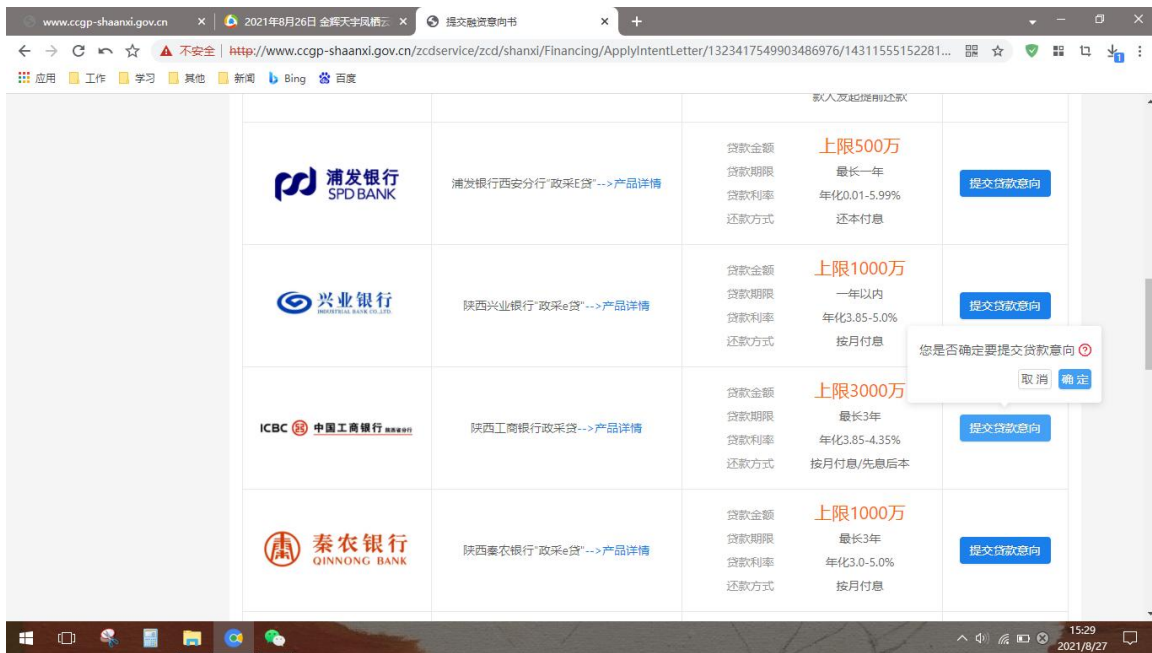 www.ccgp-shaanxi.gov.cn
2021年8月26日 金辉天宇凤栖云
提交融资意向书
不安全 http://www.ccgp-shaanxi.gov.cn/zcdservice/zcd/shanxi/Financing/ApplyIntentLetter/1323417549903486976/14311555152281...
应用 工作 学习 其他 新闻 Bing 百度
款人发起提前还款
浦发银行
SPD BANK
浦发银行西安分行"政采E贷"-->产品详情
贷款金额 上限500万
贷款期限 最长一年
贷款利率 年化0.01-5.99%
还款方式 还本付息
提交贷款意向
兴业银行
INDUSTRIAL BANK CO.,LTD.
陕西兴业银行"政采e贷"-->产品详情
贷款金额 上限1000万
贷款期限 一年以内
贷款利率 年化3.85-5.0%
还款方式 按月付息
提交贷款意向
您是否确定要提交贷款意向
取消 确定
ICBC 中国工商银行
陕西工商银行政采贷-->产品详情
贷款金额 上限3000万
贷款期限 最长3年
贷款利率 年化3.85-4.35%
还款方式 按月付息/先息后本
提交贷款意向
秦农银行
QINNONG BANK
陕西秦农银行"政采e贷"-->产品详情
贷款金额 上限1000万
贷款期限 最长3年
贷款利率 年化3.0-5.0%
还款方式 按月付息
提交贷款意向
15:29
2021/8/27